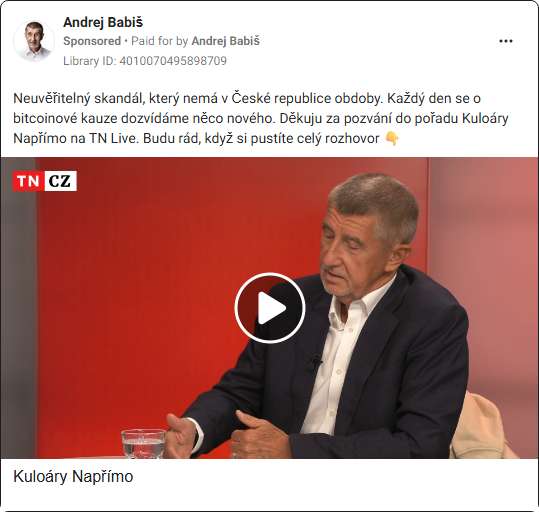 Andrej Babiš
Sponsored • Paid for by Andrej Babiš
Library ID: 4010070495898709
Neuvěřitelný skandál, který nemá v České republice obdoby. Každý den se o
bitcoinové kauze dozvídáme něco nového. Děkuju za pozvání do pořadu Kuloáry
Napřímo na TN Live. Budu rád, když si pustíte celý rozhovor 👇
TN CZ
Kuloáry Napřímo